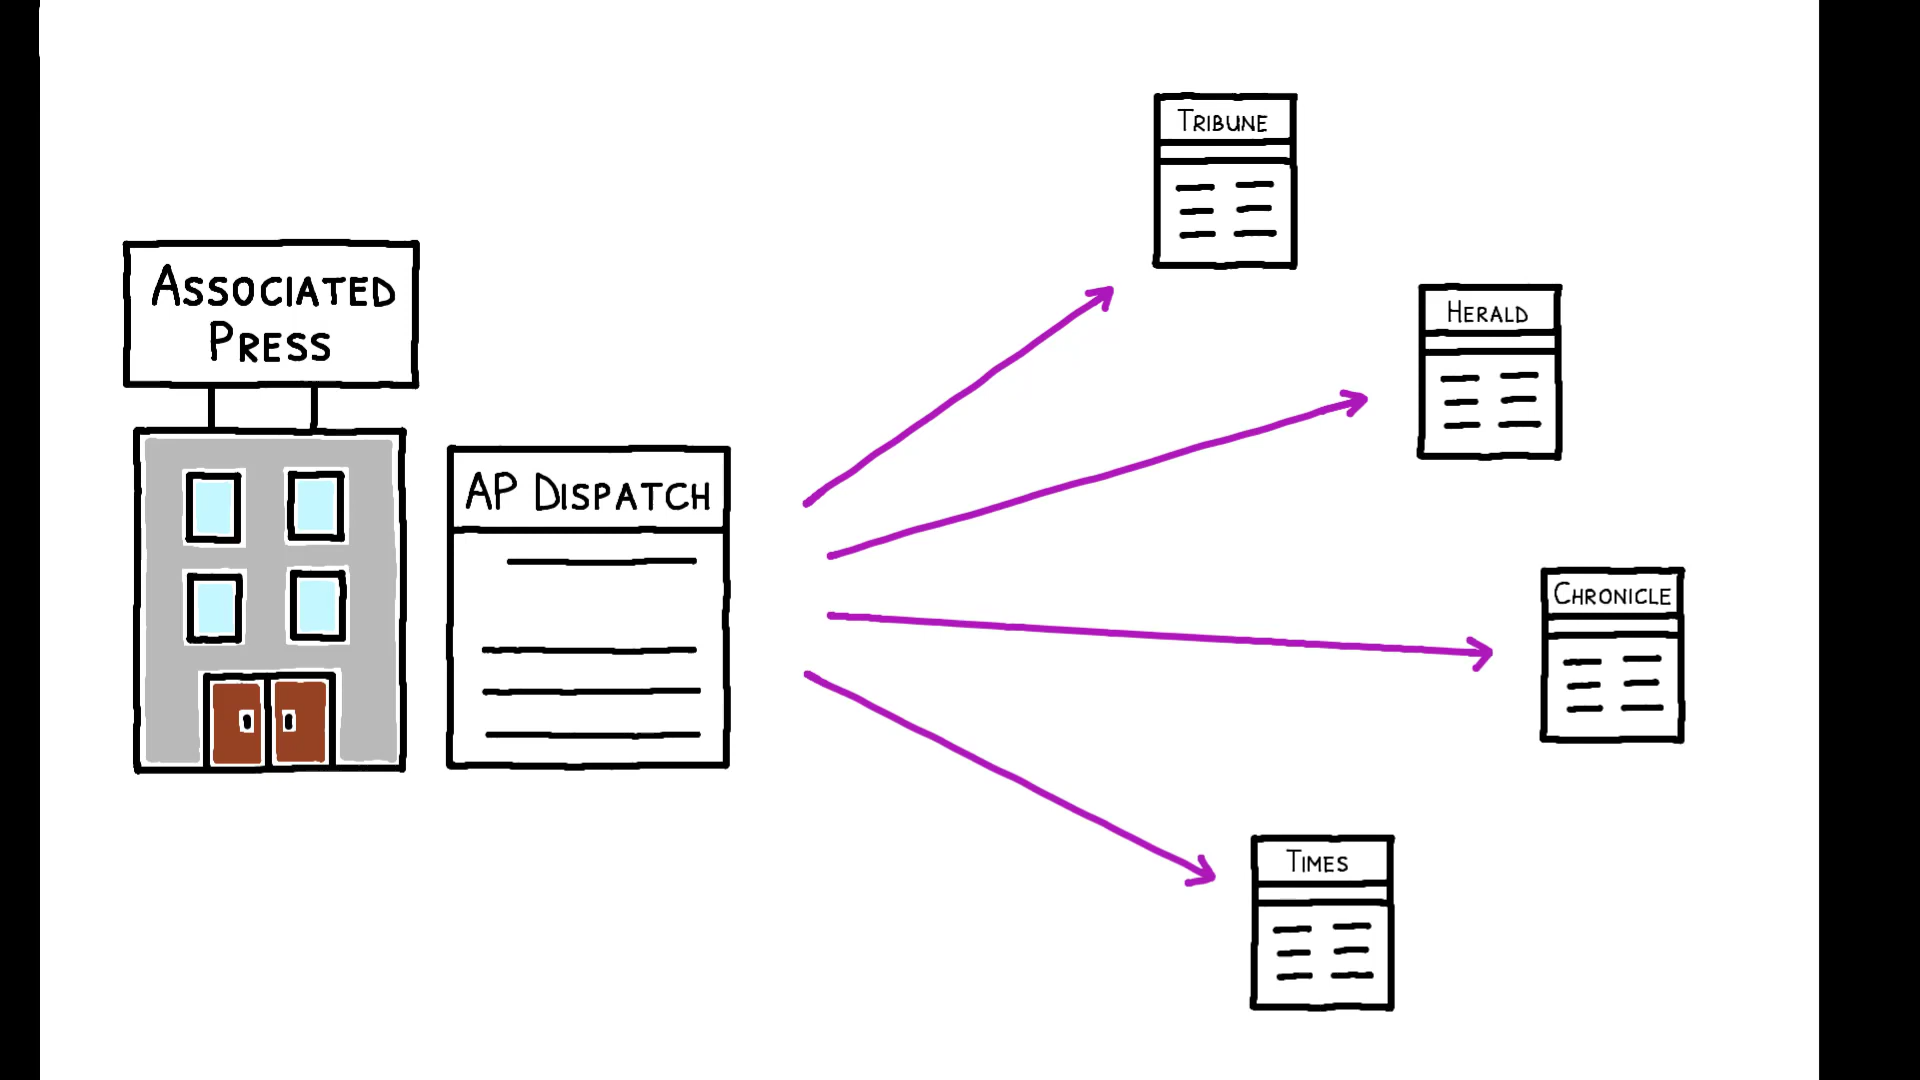 Associated
Press
AP Dispatch
Tribune
Herald
Chronicle
Times